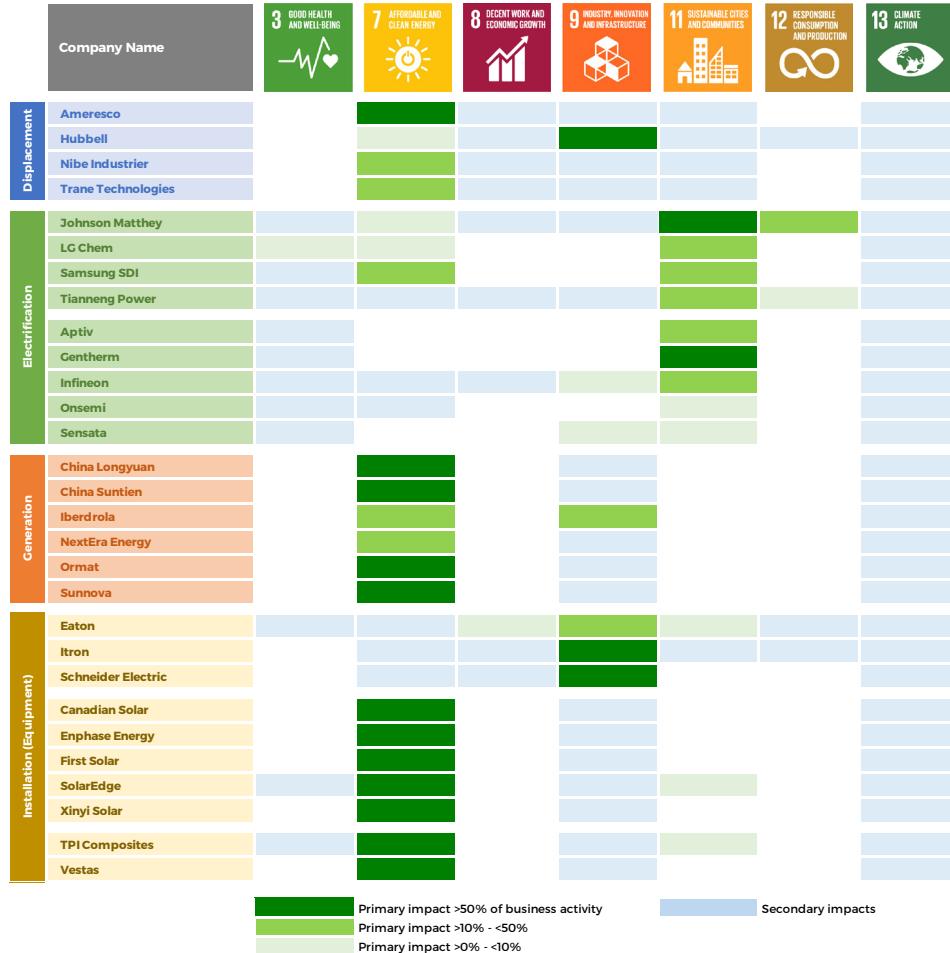 Company Name
3 GOOD HEALTH
AND WELL-BEING
7 AFFORDABLE AND
CLEAN ENERGY
8 DECENT WORK AND
ECONOMIC GROWTH
9 INDUSTRY, INNOVATION
AND INFRASTRUCTURE
11 SUSTAINABLE CITIES
AND COMMUNITIES
12 RESPONSIBLE
CONSUMPTION
AND PRODUCTION
13 CLIMATE
ACTION
Displacement
Ameresco
Hubbell
Nibe Industrier
Trane Technologies
Electrification
Johnson Matthey
LG Chem
Samsung SDI
Tianneng Power
Aptiv
Gentherm
Infineon
Onsemi
Sensata
Generation
China Longyuan
China Suntien
Iberdrola
NextEra Energy
Ormat
Sunnova
Installation (Equipment)
Eaton
Itron
Schneider Electric
Canadian Solar
Enphase Energy
First Solar
SolarEdge
Xinyi Solar
TPI Composites
Vestas
Primary impact >50% of business activity
Secondary impacts
Primary impact >10% - <50%
Primary impact >0% - <10%